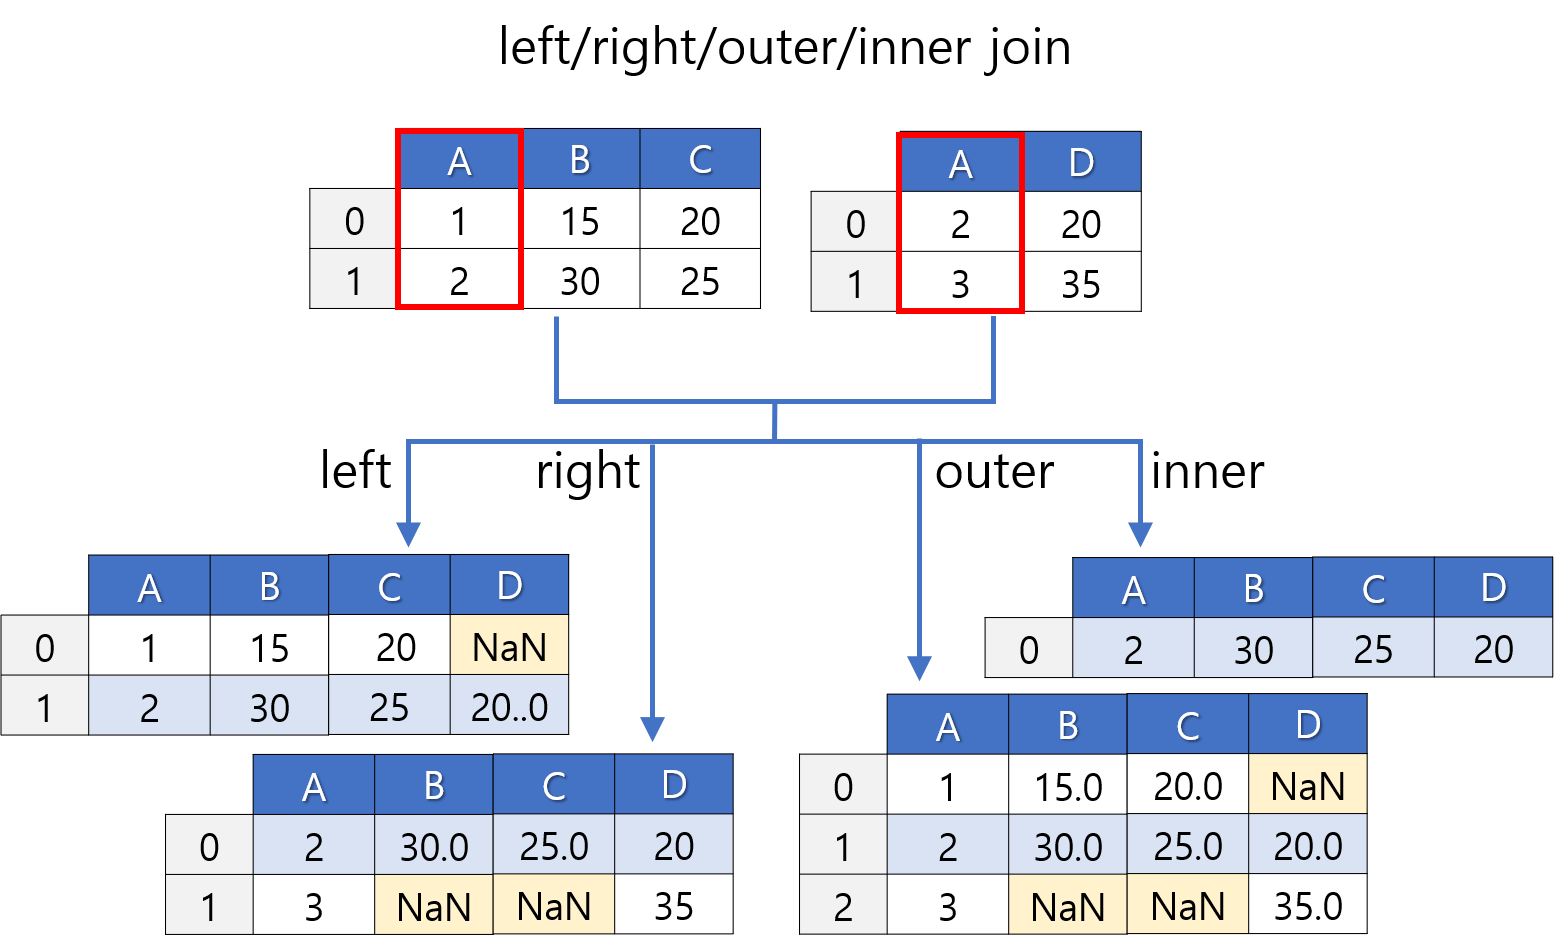 left/right/outer/inner join
A B C
0 1 15 20
1 2 30 25
A D
0 2 20
1 3 35
left
right
outer
inner
A B C D
0 1 15 20 NaN
1 2 30 25 20..0
A B C D
0 2 30.0 25.0 20
1 3 NaN NaN 35
A B C D
0 1 15.0 20.0 NaN
1 2 30.0 25.0 20.0
2 3 NaN NaN 35.0
A B C D
0 2 30 25 20